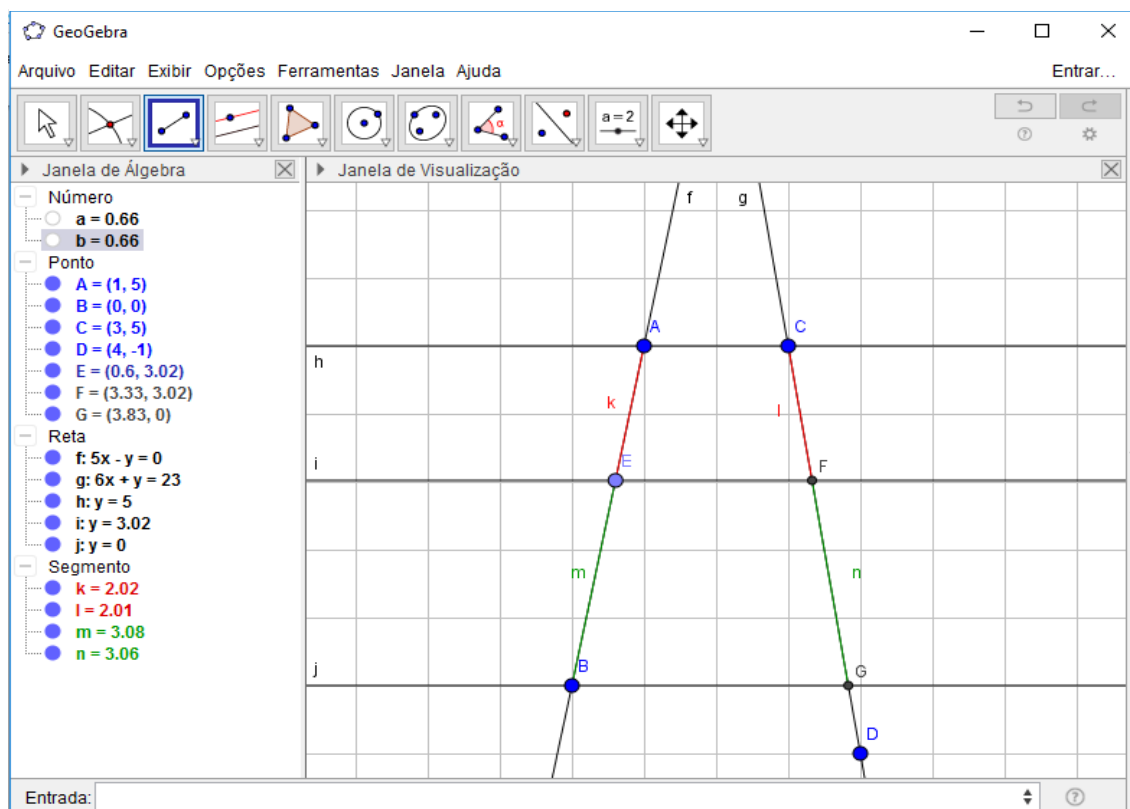 GeoGebra
Arquivo Editar Exibir Opções Ferramentas Janela Ajuda Entrar...
α
a = 2
Janela de Álgebra
Número
a = 0.66
b = 0.66
Ponto
A = (1, 5)
B = (0, 0)
C = (3, 5)
D = (4, -1)
E = (0.6, 3.02)
F = (3.33, 3.02)
G = (3.83, 0)
Reta
f: 5x - y = 0
g: 6x + y = 23
h: y = 5
i: y = 3.02
j: y = 0
Segmento
k = 2.02
l = 2.01
m = 3.08
n = 3.06
Janela de Visualização
f g
A C
h
k l
i E F
m n
j B G
D
Entrada: